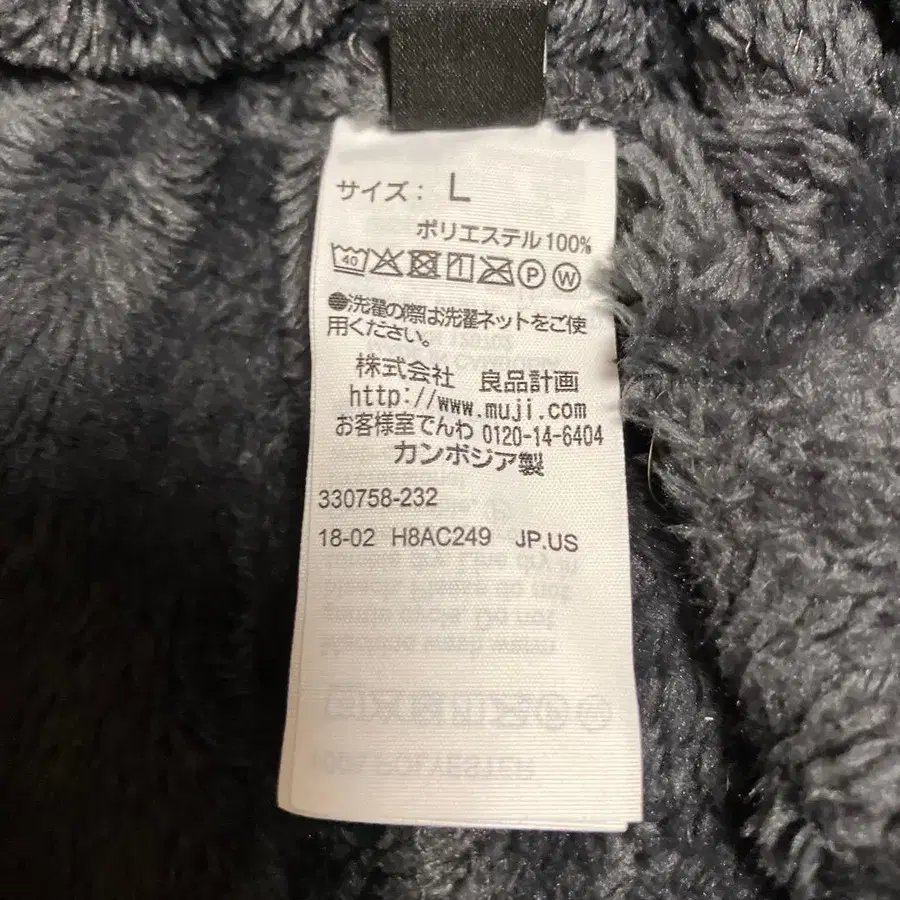 サイズ： L
ポリエステル100%
40 P W
●洗濯の際は洗濯ネットをご使
用ください。
株式会社 良品計画
http://www.muji.com
お客様室でんわ 0120-14-6404
カンボジア製
330758-232
18-02 H8AC249 JP.US
100% POLYESTER